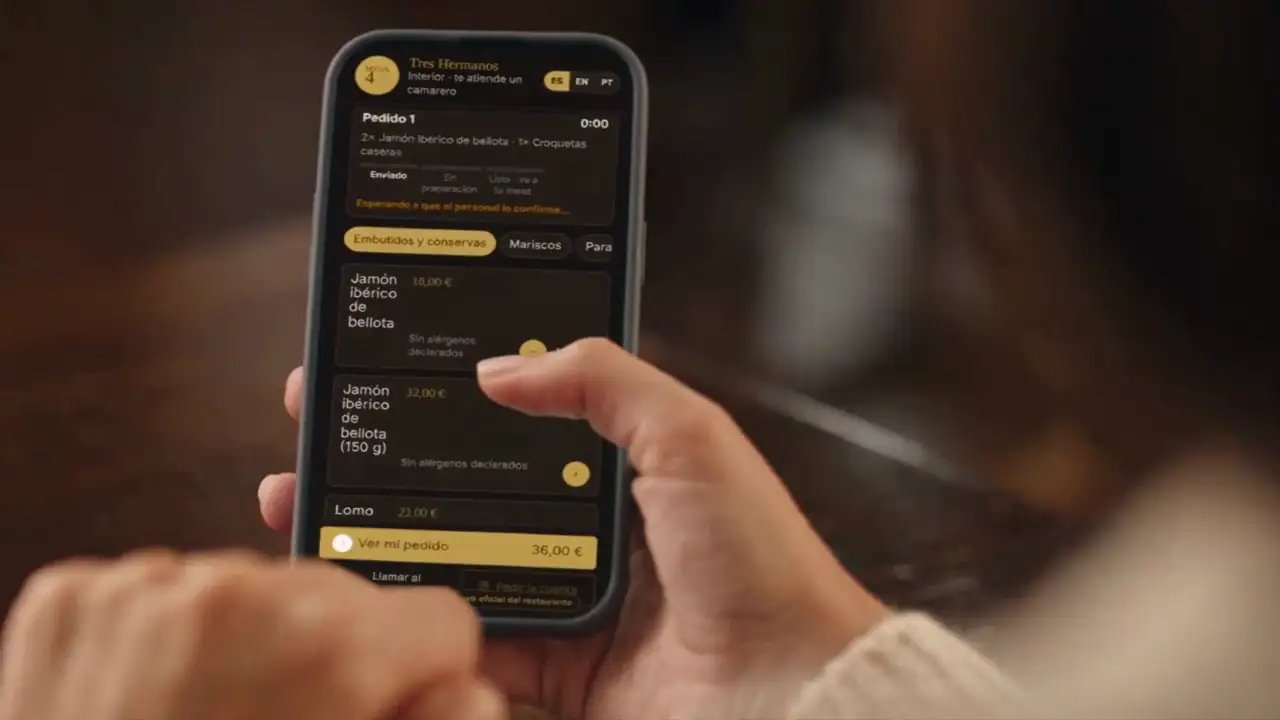 MESA
4
Tres Hermanos
Interior · te atiende un
camarero
ES EN PT
Pedido 1
0:00
2× Jamón ibérico de bellota · 1× Croquetas
caseras
Enviado
En
preparación
Listo · va a
tu mesa
Esperando a que el personal lo confirme...
Embutidos y conservas
Mariscos
Para
Jamón
ibérico
de
bellota
10,00 €
Sin alérgenos
declarados
Jamón
ibérico
de
bellota
(150 g)
32,00 €
Sin alérgenos declarados
Lomo
22,00 €
Ver mi pedido
36,00 €
Llamar al
Pedir la cuenta
oficial del restaurante